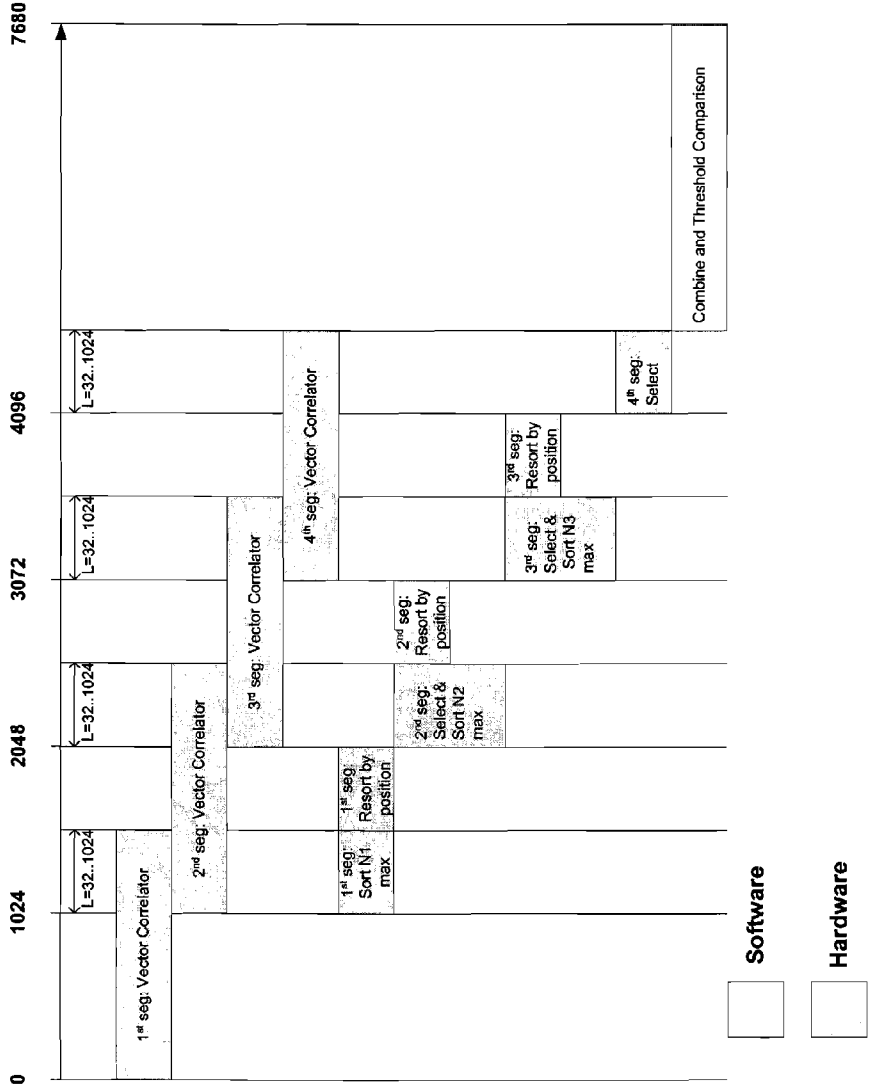 0
1024
2048
3072
4096
7680
L=32..1024
L=32..1024
L=32..1024
L=32..1024
1st seg: Vector Correlator
2nd seg: Vector Correlator
3rd seg: Vector Correlator
4th seg: Vector Correlator
1st seg:
Sort N1
max
1st seg:
Resort by
position
2nd seg:
Select &
Sort N2
max
2nd seg:
Resort by
position
3rd seg:
Select &
Sort N3
max
3rd seg:
Resort by
position
4th seg:
Select
Combine and Threshold Comparison
Software
Hardware